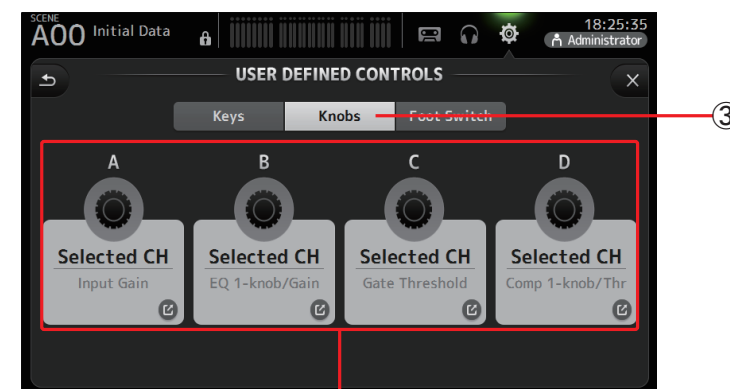 SCENE
A00 Initial Data
18:25:35
Administrator
USER DEFINED CONTROLS
Keys Knobs Foot Switch
③
A B C D
Selected CH Selected CH Selected CH Selected CH
Input Gain EQ 1-knob/Gain Gate Threshold Comp 1-knob/Thr